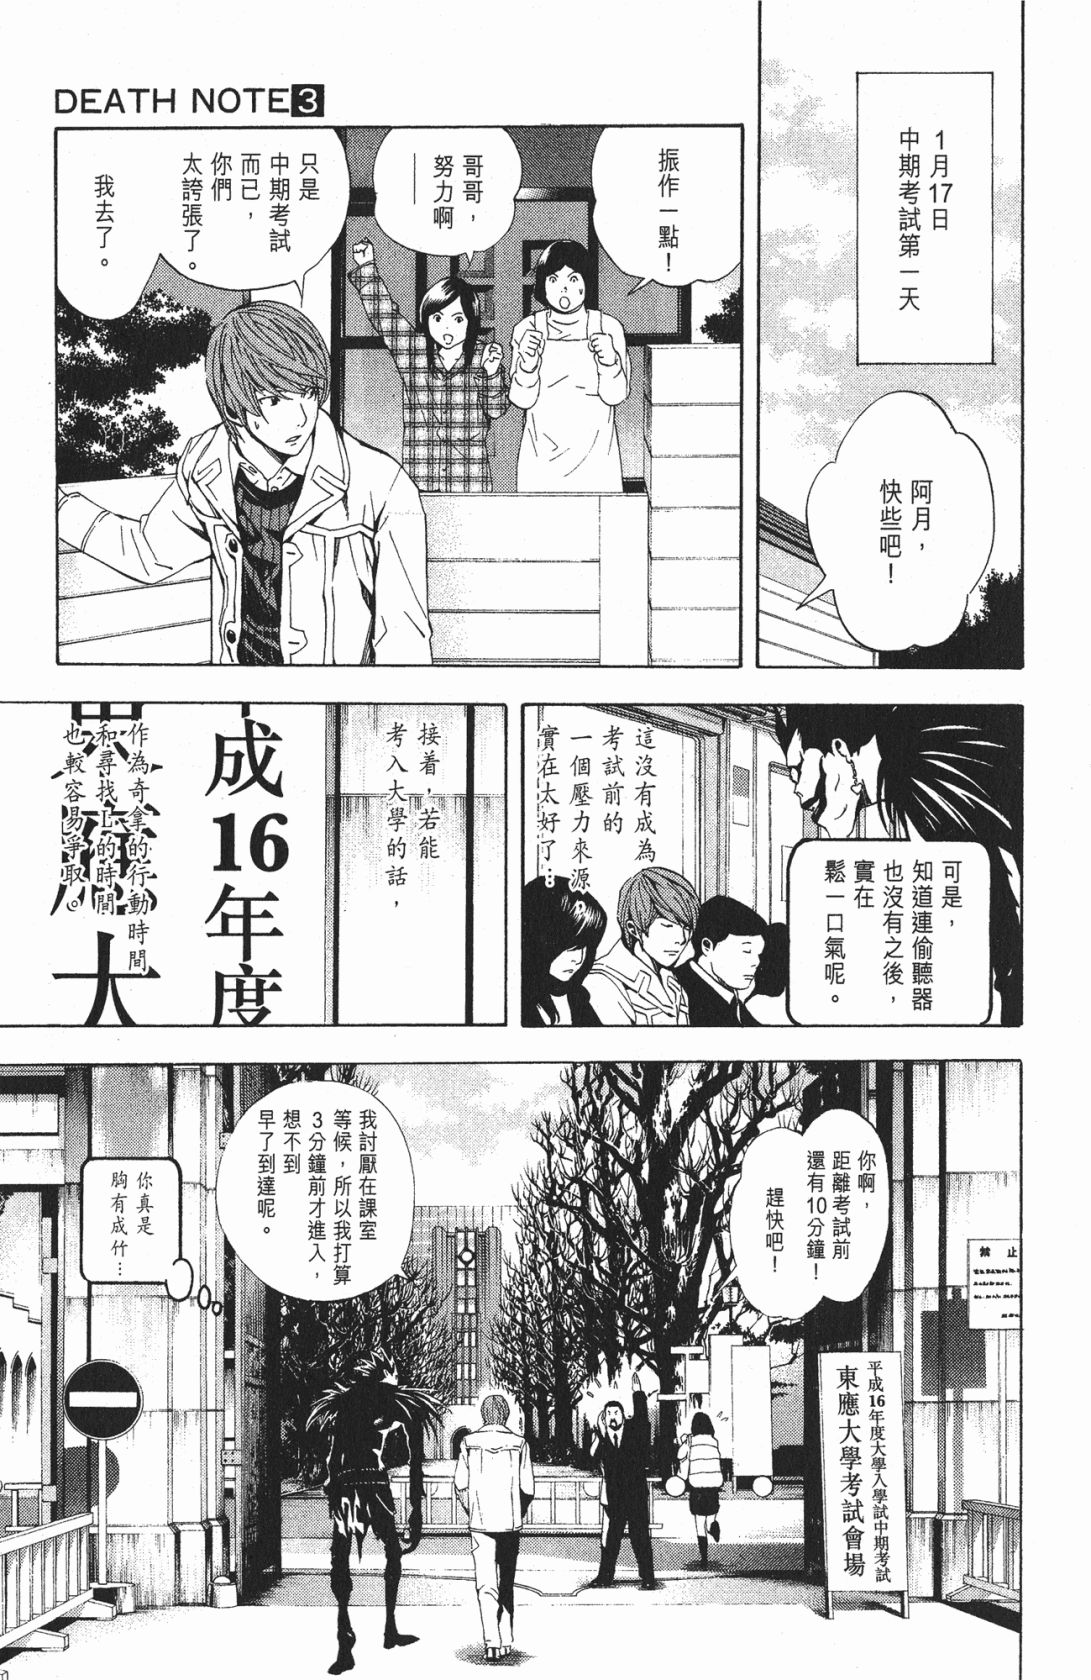 DEATH NOTE 3
1月17日
中期考試第一天
阿月，
快些吧！
振作一點！
哥哥，
努力啊
──
只是
中期考試
而已，
你們
太誇張了。
我去了。
可是，
知道連偷聽器
也沒有之後，
實在
鬆一口氣呢。
這沒有成為
考試前的
一個壓力來源，
實在太好了…
接着，若能
考入大學的話，
成16年度
大
作為奇拿的行動時間
和尋找L的時間
也較容易爭取。
你啊，
距離考試前
還有10分鐘！
趕快吧！
我討厭在課室
等候，所以我打算
3分鐘前才進入，
想不到
早了到達呢。
你真是
胸有成竹…
禁止
平成16年度大學入學試中期考試
東應大學考試會場